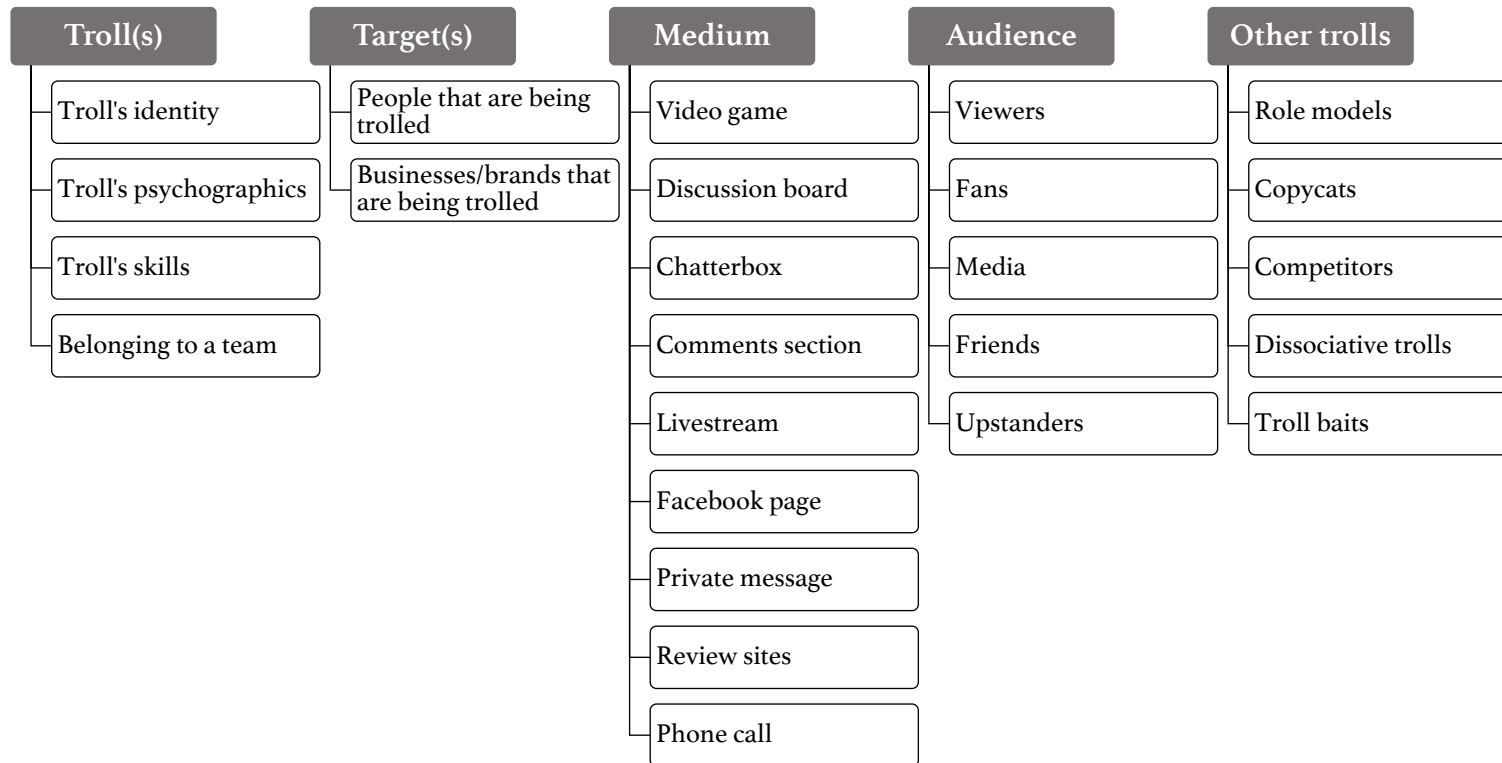 Troll(s)
Troll's identity
Troll's psychographics
Troll's skills
Belonging to a team
Target(s)
People that are being
trolled
Businesses/brands that
are being trolled
Medium
Video game
Discussion board
Chatterbox
Comments section
Livestream
Facebook page
Private message
Review sites
Phone call
Audience
Viewers
Fans
Media
Friends
Upstanders
Other trolls
Role models
Copycats
Competitors
Dissociative trolls
Troll baits